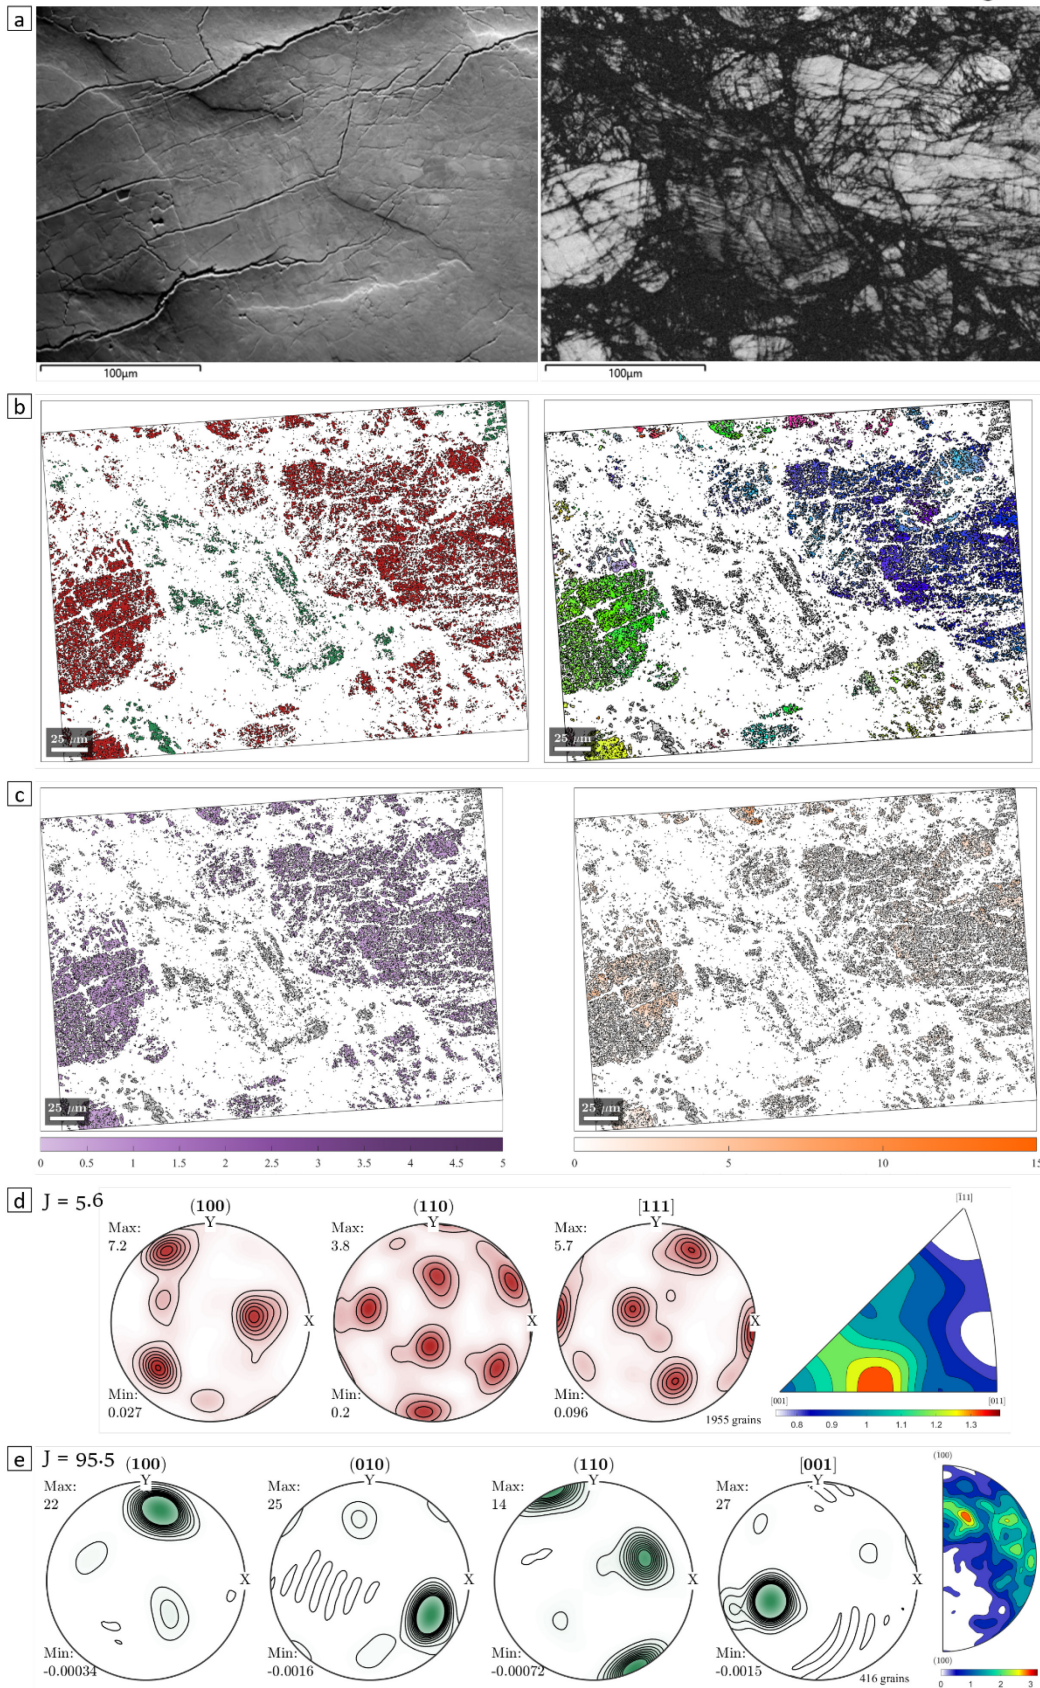 a
100μm
100μm
b
25 μm
25 μm
c
25 μm
25 μm
0 0.5 1 1.5 2 2.5 3 3.5 4 4.5 5
0 5 10 15
d J = 5.6
(100) (110) [111]
Y Y Y
Max: Max: Max:
7.2 3.8 5.7
X X X
Min: Min: Min:
0.027 0.2 0.096
1955 grains
[1̄11]
[001] [011]
0.8 0.9 1 1.1 1.2 1.3
e J = 95.5
(100) (010) (110) [001]
Y Y Y Y
Max: Max: Max: Max:
22 25 14 27
X X X X
Min: Min: Min: Min:
-0.00034 -0.0016 -0.00072 -0.0015
416 grains
(1̄00)
(100)
0 1 2 3